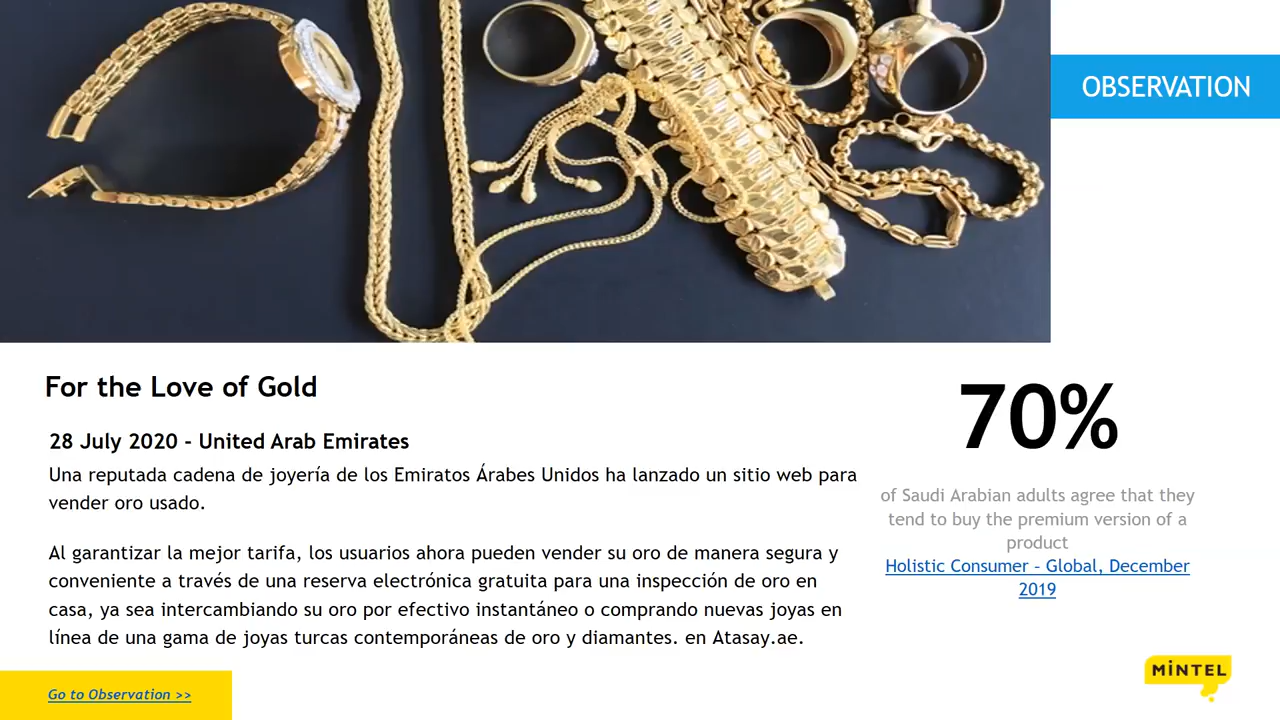 OBSERVATION
For the Love of Gold
28 July 2020 - United Arab Emirates
Una reputada cadena de joyería de los Emiratos Árabes Unidos ha lanzado un sitio web para
vender oro usado.
Al garantizar la mejor tarifa, los usuarios ahora pueden vender su oro de manera segura y
conveniente a través de una reserva electrónica gratuita para una inspección de oro en
casa, ya sea intercambiando su oro por efectivo instantáneo o comprando nuevas joyas en
línea de una gama de joyas turcas contemporáneas de oro y diamantes. en Atasay.ae.
70%
of Saudi Arabian adults agree that they
tend to buy the premium version of a
product
Holistic Consumer – Global, December
2019
Go to Observation >>
MINTEL